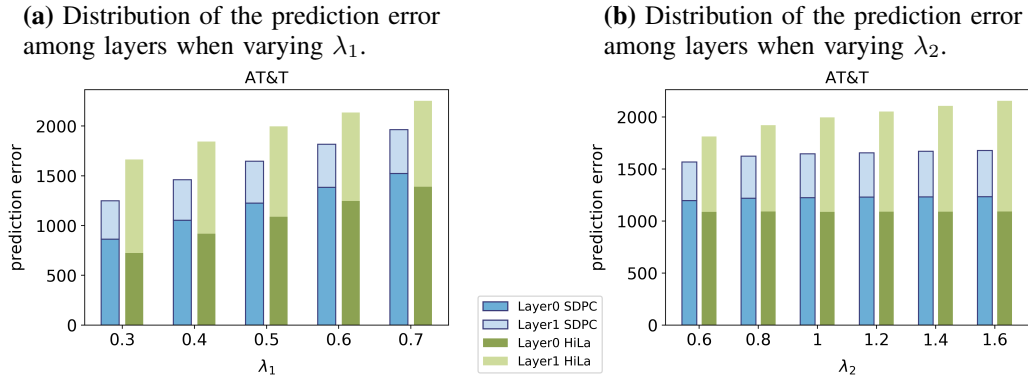 (a) Distribution of the prediction error
among layers when varying λ₁.
AT&T
prediction error
2000
1500
1000
500
0
0.3 0.4 0.5 0.6 0.7
λ₁
Layer0 SDPC
Layer1 SDPC
Layer0 HiLa
Layer1 HiLa
(b) Distribution of the prediction error
among layers when varying λ₂.
AT&T
prediction error
2000
1500
1000
500
0
0.6 0.8 1 1.2 1.4 1.6
λ₂